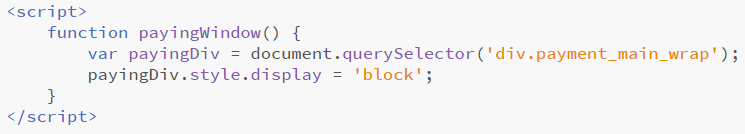 <script>
    function payingWindow() {
        var payingDiv = document.querySelector('div.payment_main_wrap');
        payingDiv.style.display = 'block';
    }
</script>